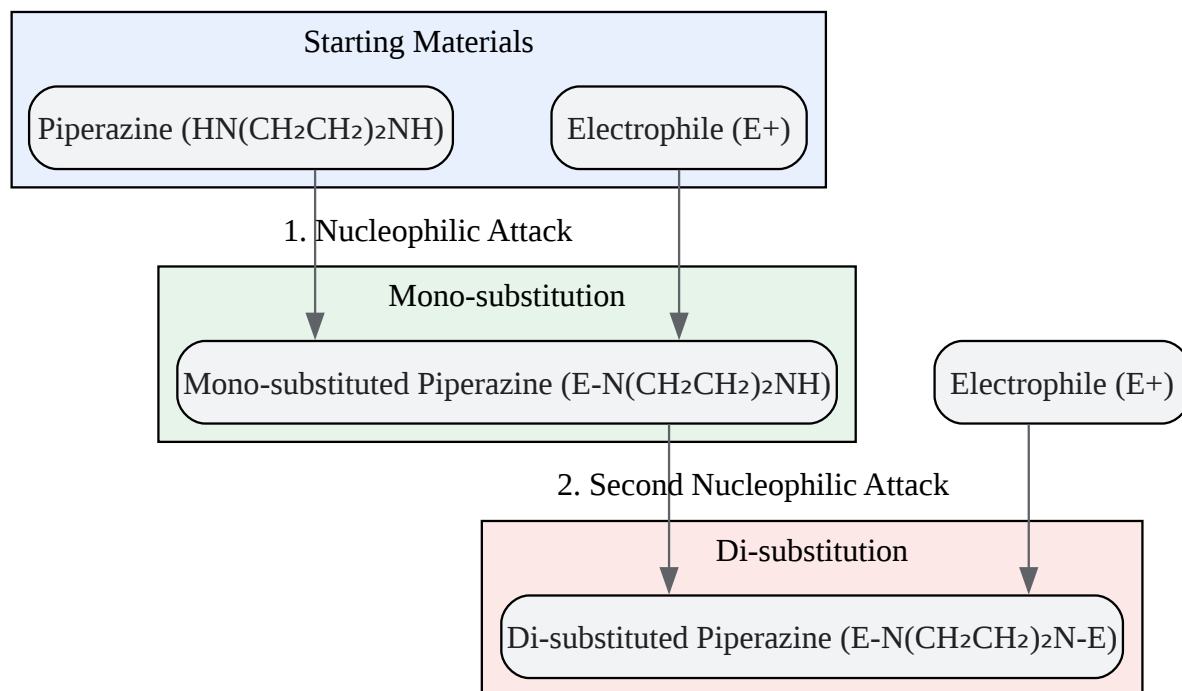 Starting Materials
Piperazine (HN(CH₂CH₂)₂NH)
Electrophile (E+)
1. Nucleophilic Attack
Mono-substitution
Mono-substituted Piperazine (E-N(CH₂CH₂)₂NH)
Electrophile (E+)
2. Second Nucleophilic Attack
Di-substitution
Di-substituted Piperazine (E-N(CH₂CH₂)₂N-E)